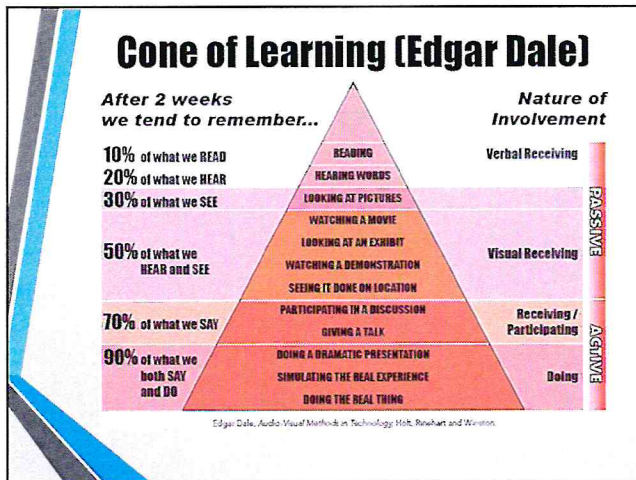 Cone of Learning (Edgar Dale)
After 2 weeks
we tend to remember...
Nature of
Involvement
10% of what we READ
READING
Verbal Receiving
20% of what we HEAR
HEARING WORDS
30% of what we SEE
LOOKING AT PICTURES
WATCHING A MOVIE
50% of what we
HEAR and SEE
LOOKING AT AN EXHIBIT
WATCHING A DEMONSTRATION
SEEING IT DONE ON LOCATION
Visual Receiving
PASSIVE
70% of what we SAY
PARTICIPATING IN A DISCUSSION
GIVING A TALK
Receiving /
Participating
90% of what we
both SAY
and DO
DOING A DRAMATIC PRESENTATION
SIMULATING THE REAL EXPERIENCE
DOING THE REAL THING
Doing
ACTIVE
Edgar Dale, Audio-Visual Methods in Technology, Holt, Rinehart and Winston.